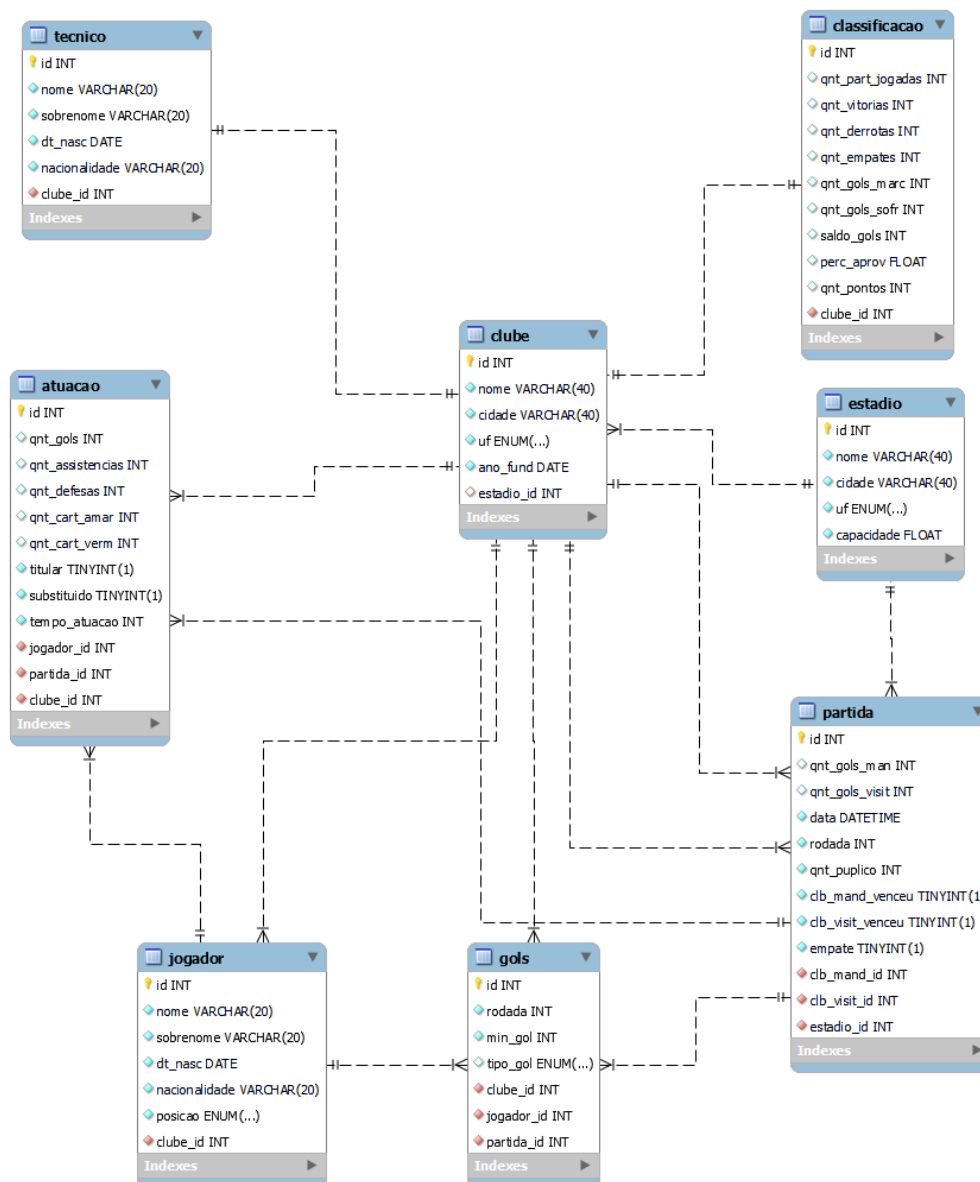 tecnico
id INT
nome VARCHAR(20)
sobrenome VARCHAR(20)
dt_nasc DATE
nacionalidade VARCHAR(20)
clube_id INT
Indexes
classificacao
id INT
qnt_part_jogadas INT
qnt_vitorias INT
qnt_derrotas INT
qnt_empates INT
qnt_gols_marc INT
qnt_gols_sofr INT
saldo_gols INT
perc_aprov FLOAT
qnt_pontos INT
clube_id INT
Indexes
clube
id INT
nome VARCHAR(40)
cidade VARCHAR(40)
uf ENUM(...)
ano_fund DATE
estadio_id INT
Indexes
atuacao
id INT
qnt_gols INT
qnt_assistencias INT
qnt_defesas INT
qnt_cart_amar INT
qnt_cart_verm INT
titular TINYINT(1)
substituido TINYINT(1)
tempo_atuacao INT
jogador_id INT
partida_id INT
clube_id INT
Indexes
estadio
id INT
nome VARCHAR(40)
cidade VARCHAR(40)
uf ENUM(...)
capacidade FLOAT
Indexes
partida
id INT
qnt_gols_man INT
qnt_gols_visit INT
data DATETIME
rodada INT
qnt_puplico INT
clb_mand_venceu TINYINT(1
clb_visit_venceu TINYINT(1)
empate TINYINT(1)
clb_mand_id INT
clb_visit_id INT
estadio_id INT
Indexes
jogador
id INT
nome VARCHAR(20)
sobrenome VARCHAR(20)
dt_nasc DATE
nacionalidade VARCHAR(20)
posicao ENUM(...)
clube_id INT
Indexes
gols
id INT
rodada INT
min_gol INT
tipo_gol ENUM(...)
clube_id INT
jogador_id INT
partida_id INT
Indexes